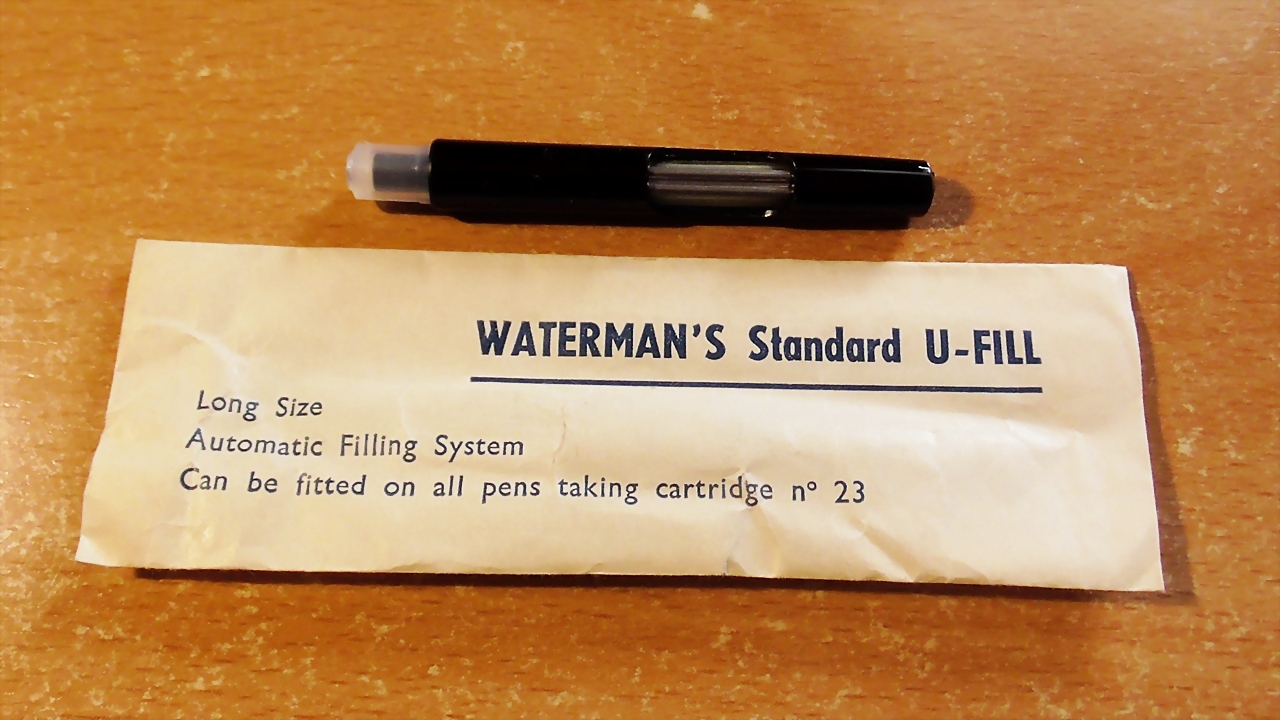 WATERMAN'S Standard U-FILL
Long Size
Automatic Filling System
Can be fitted on all pens taking cartridge n° 23